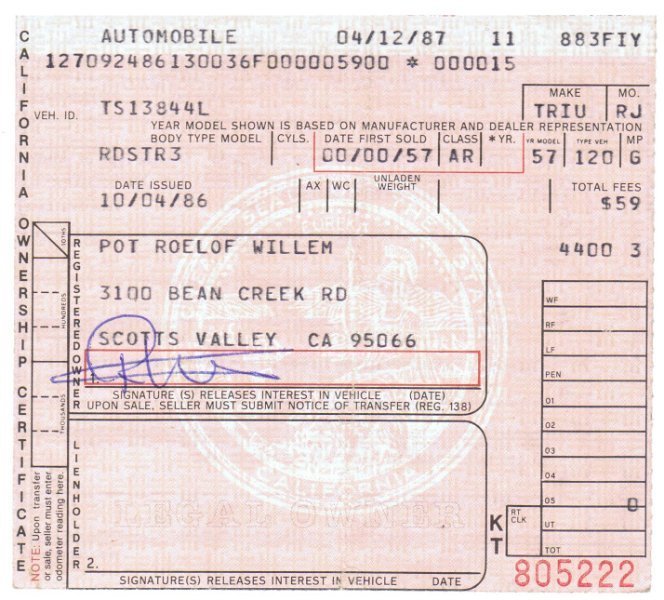 AUTOMOBILE 04/12/87 11 883FIY
CALIFORNIA OWNERSHIP CERTIFICATE
1270924861300 36F000005900 * 000015
MAKE MO.
VEH. ID. TS13844L TRIU RJ
YEAR MODEL SHOWN IS BASED ON MANUFACTURER AND DEALER REPRESENTATION
BODY TYPE MODEL CYLS. DATE FIRST SOLD CLASS *YR. YR MODEL TYPE VEH MP
RDSTR3 00/00/57 AR 57 120 G
DATE ISSUED AX WC UNLADEN WEIGHT TOTAL FEES
10/04/86 $59
REGISTERED OWNER
POT ROELOF WILLEM 4400 3
3100 BEAN CREEK RD
SCOTTS VALLEY CA 95066
1.
SIGNATURE (S) RELEASES INTEREST IN VEHICLE (DATE)
UPON SALE, SELLER MUST SUBMIT NOTICE OF TRANSFER (REG. 138)
10THS
HUNDREDS
THOUSANDS
NOTE: Upon transfer
or sale, seller must enter
odometer reading here.
LIENHOLDER
LEGAL OWNER
2.
SIGNATURE(S) RELEASES INTEREST IN VEHICLE DATE
WF
RF
LF
PEN
01
02
03
04
05 0
KT RT CLK UT
TOT
805222